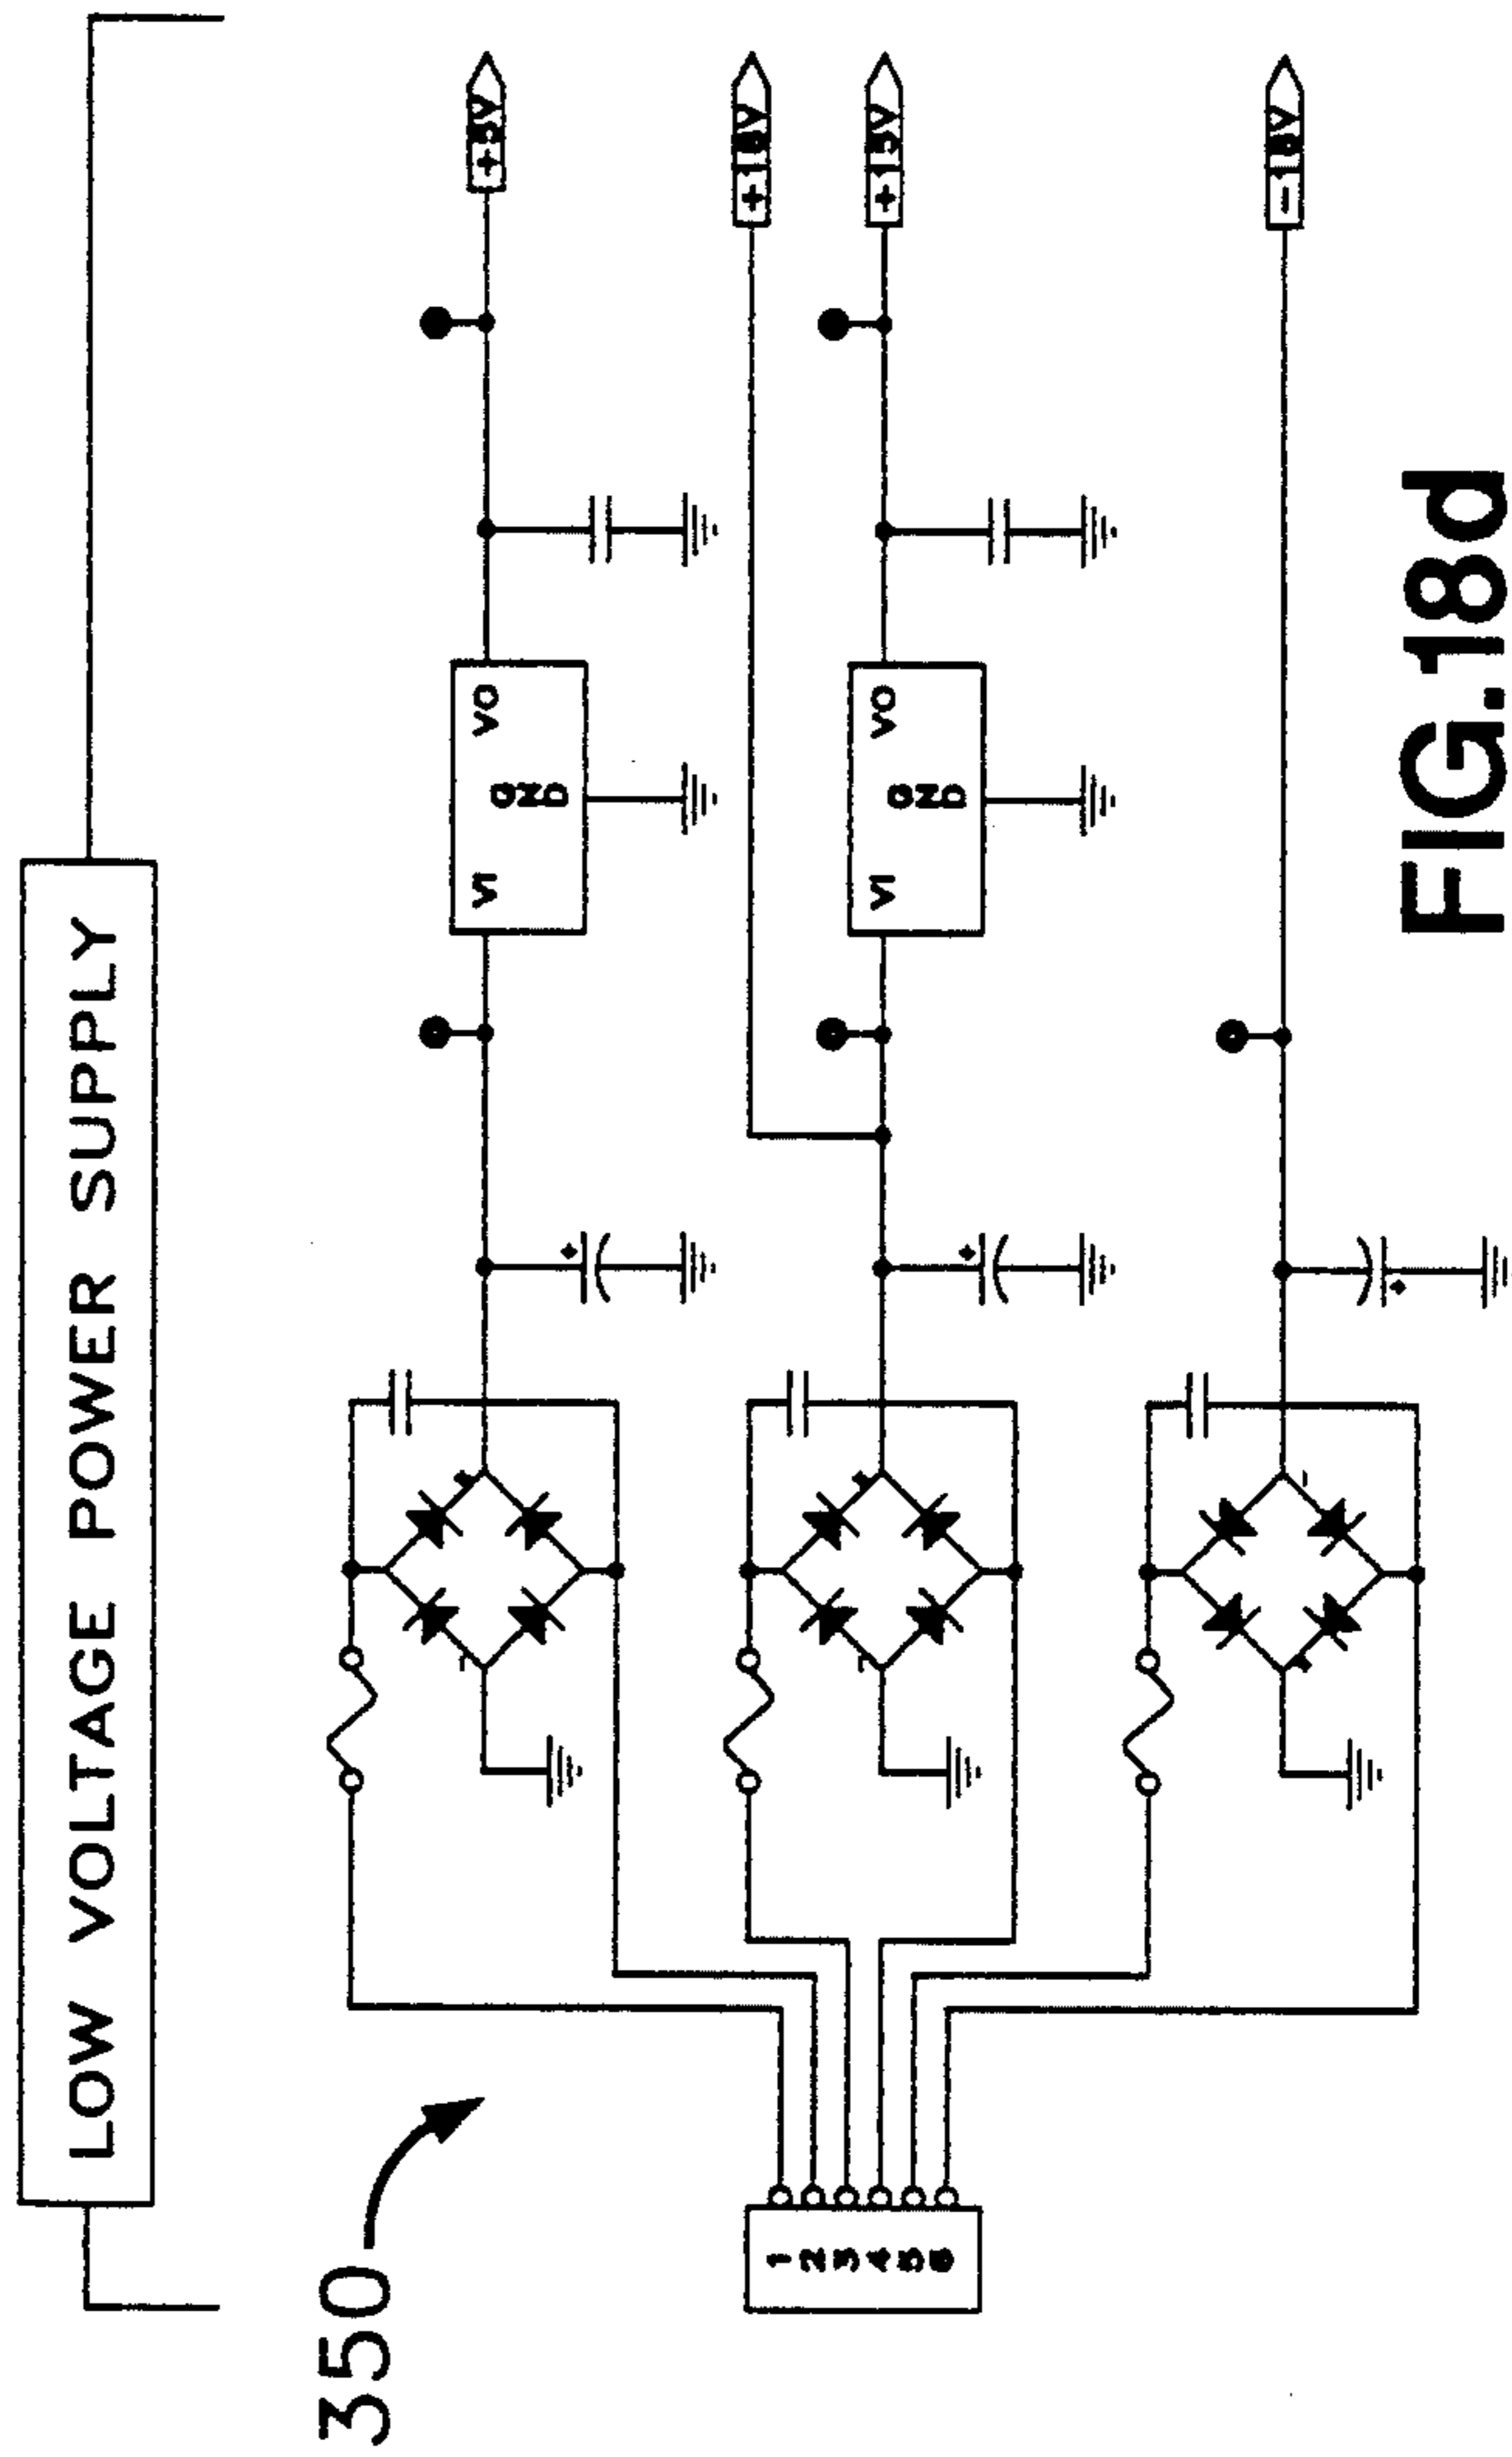 LOW VOLTAGE POWER SUPPLY
350
VI GND VO
+5V
+18V
1
2
3
4
5
6
VI GND VO
+15V
-18V
FIG.18d